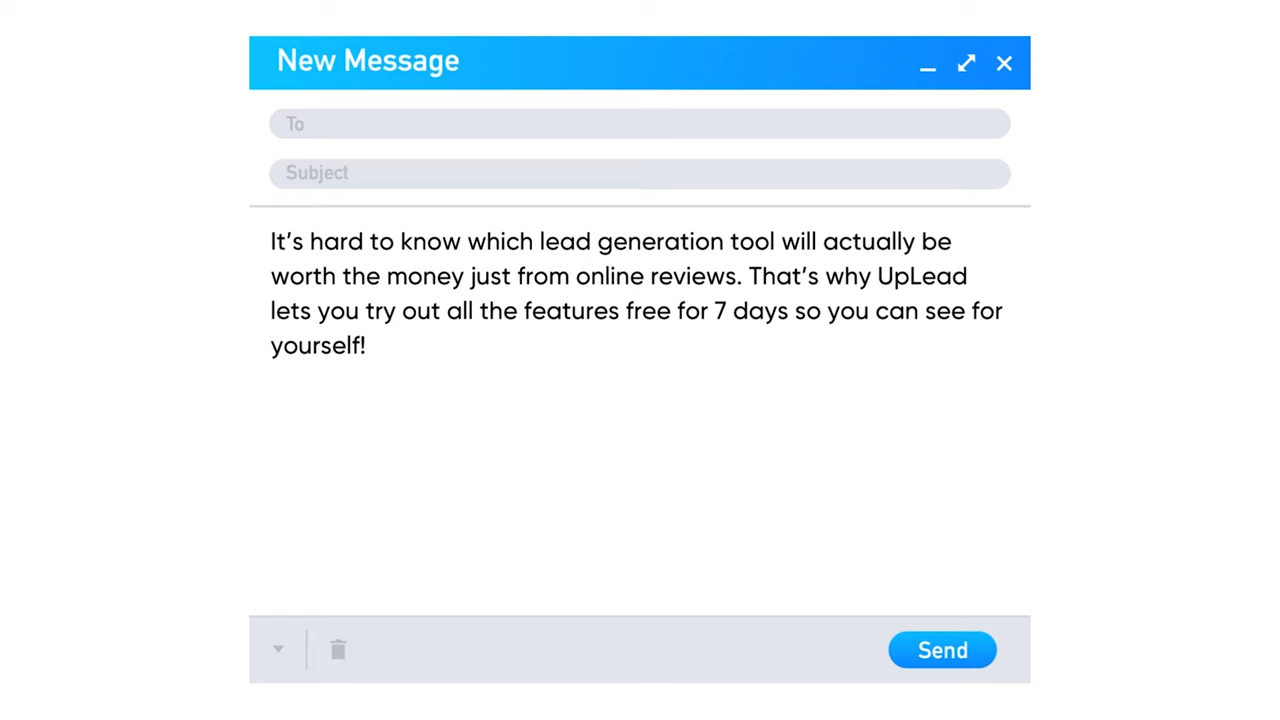 New Message
To
Subject
It’s hard to know which lead generation tool will actually be
worth the money just from online reviews. That’s why UpLead
lets you try out all the features free for 7 days so you can see for
yourself!
Send